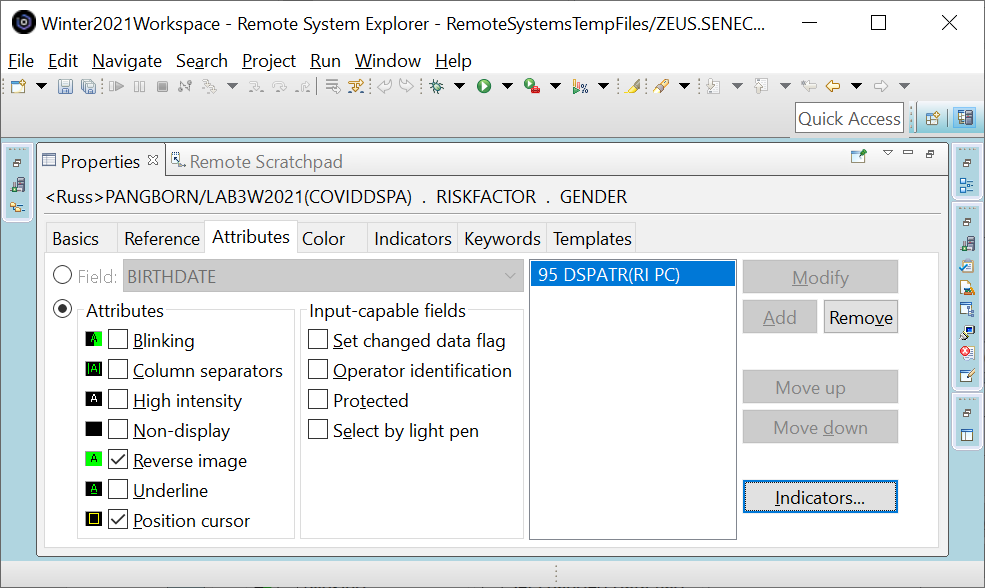 Winter2021Workspace - Remote System Explorer - RemoteSystemsTempFiles/ZEUS.SENEC...
File Edit Navigate Search Project Run Window Help
Quick Access
Properties Remote Scratchpad
<Russ>PANGBORN/LAB3W2021(COVIDDSPA) . RISKFACTOR . GENDER
Basics Reference Attributes Color Indicators Keywords Templates
Field: BIRTHDATE
95 DSPATR(RI PC)
Modify
Add Remove
Attributes
Input-capable fields
A Blinking
Set changed data flag
A Column separators
Operator identification
A High intensity
Protected
Non-display
Select by light pen
A Reverse image
A Underline
Position cursor
Move up
Move down
Indicators...